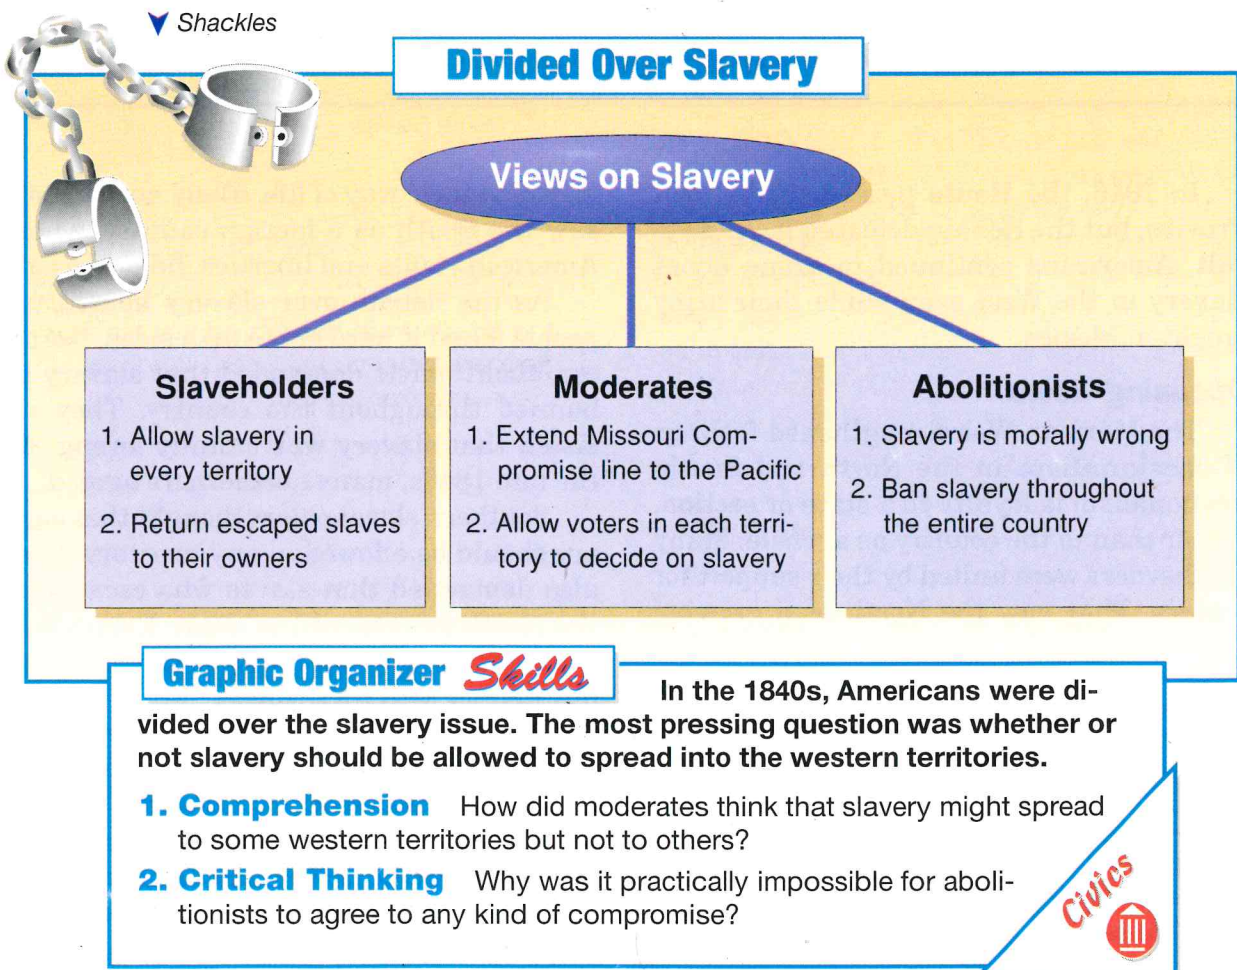 Shackles
Divided Over Slavery
Views on Slavery
Slaveholders
1. Allow slavery in
every territory
2. Return escaped slaves
to their owners
Moderates
1. Extend Missouri Com-
promise line to the Pacific
2. Allow voters in each terri-
tory to decide on slavery
Abolitionists
1. Slavery is morally wrong
2. Ban slavery throughout
the entire country
Graphic Organizer Skills
In the 1840s, Americans were di-
vided over the slavery issue. The most pressing question was whether or
not slavery should be allowed to spread into the western territories.
1. Comprehension How did moderates think that slavery might spread
to some western territories but not to others?
2. Critical Thinking Why was it practically impossible for aboli-
tionists to agree to any kind of compromise?
Civics